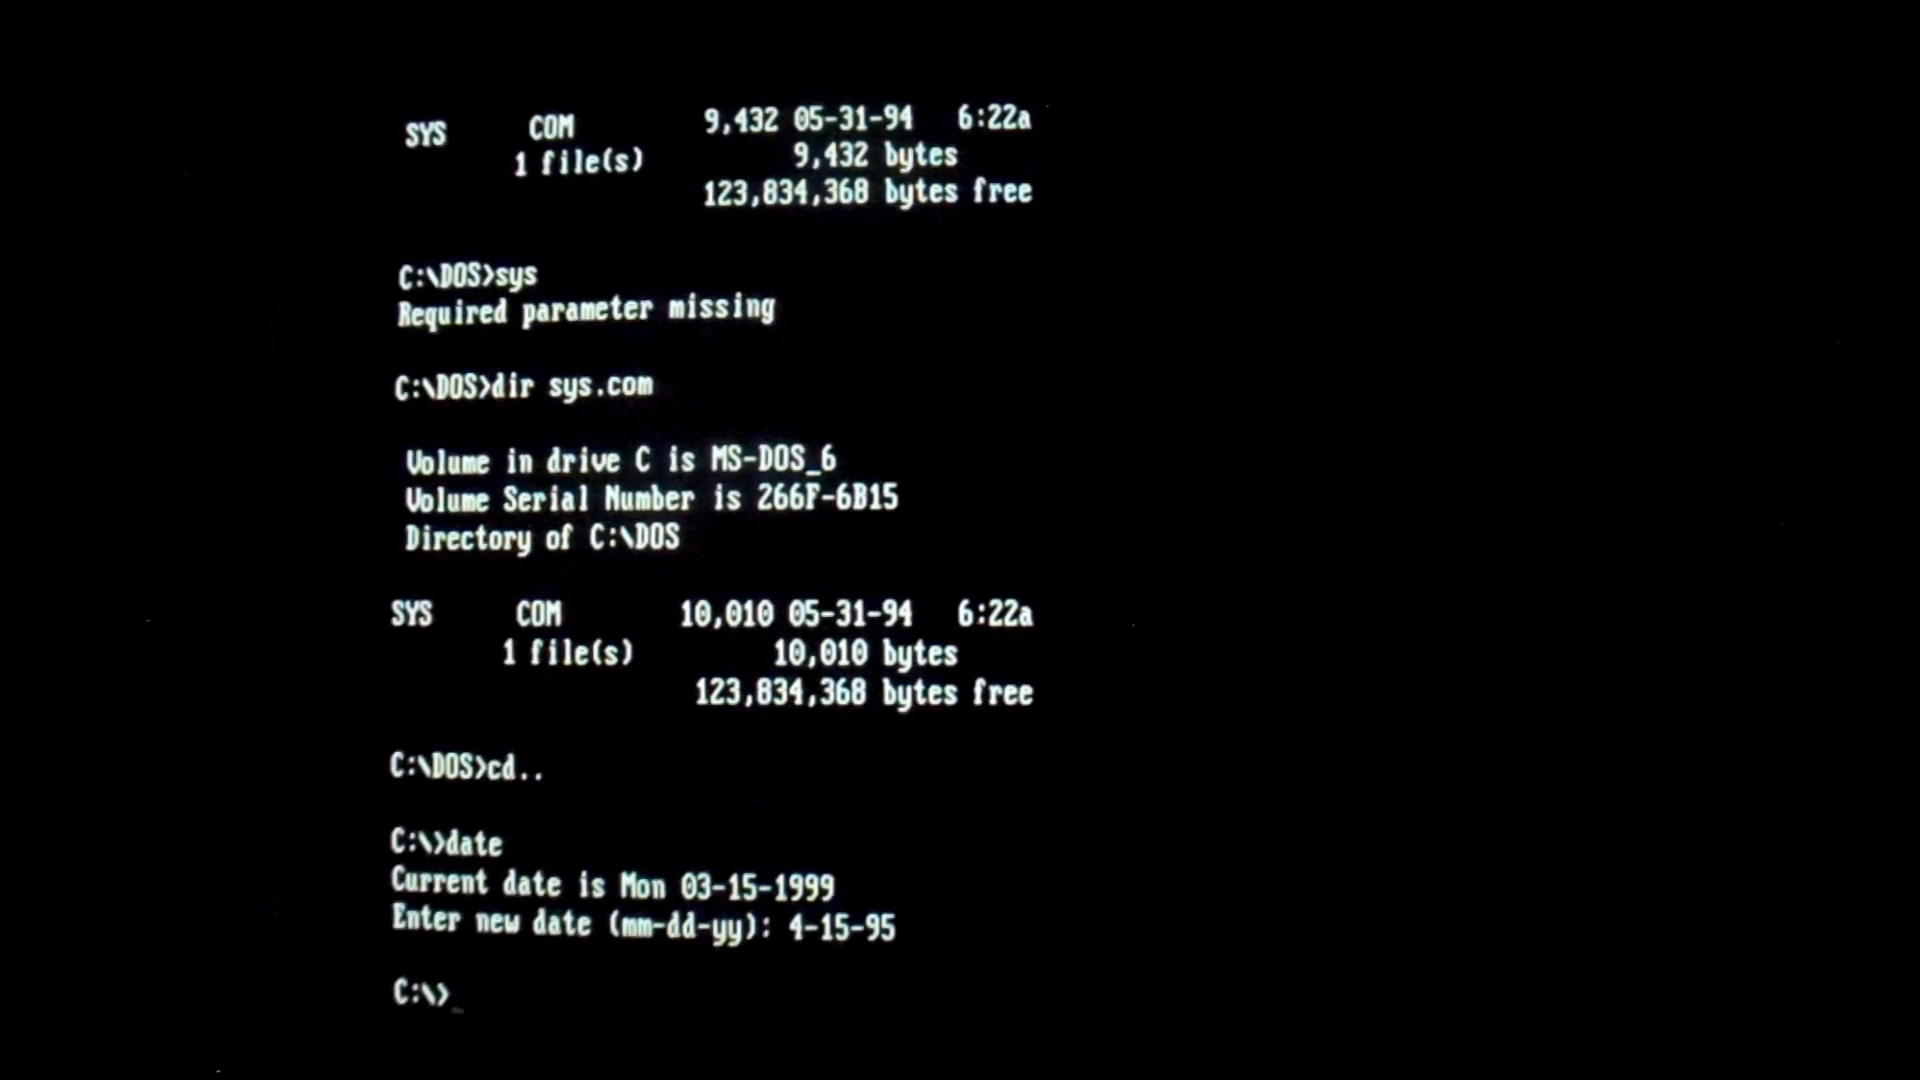 SYS COM 9,432 05-31-94 6:22a
1 file(s) 9,432 bytes
123,834,368 bytes free
C:\DOS>sys
Required parameter missing
C:\DOS>dir sys.com
Volume in drive C is MS-DOS_6
Volume Serial Number is 266F-6B15
Directory of C:\DOS
SYS COM 10,010 05-31-94 6:22a
1 file(s) 10,010 bytes
123,834,368 bytes free
C:\DOS>cd..
C:\>date
Current date is Mon 03-15-1999
Enter new date (mm-dd-yy): 4-15-95
C:\>_